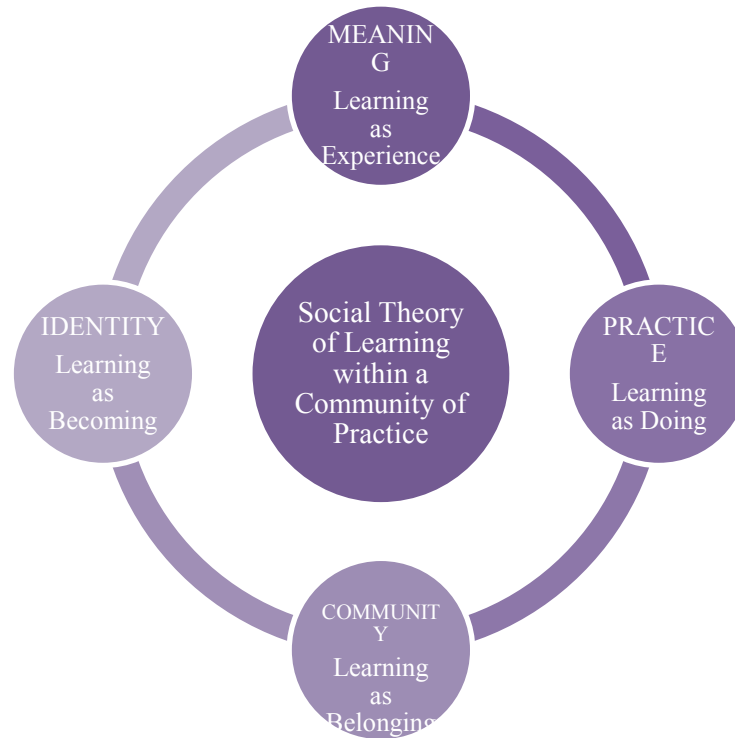 MEANIN
G
Learning
as
Experience
IDENTITY
Learning
as
Becoming
Social Theory
of Learning
within a
Community of
Practice
PRACTIC
E
Learning
as Doing
COMMUNIT
Y
Learning
as
Belonging